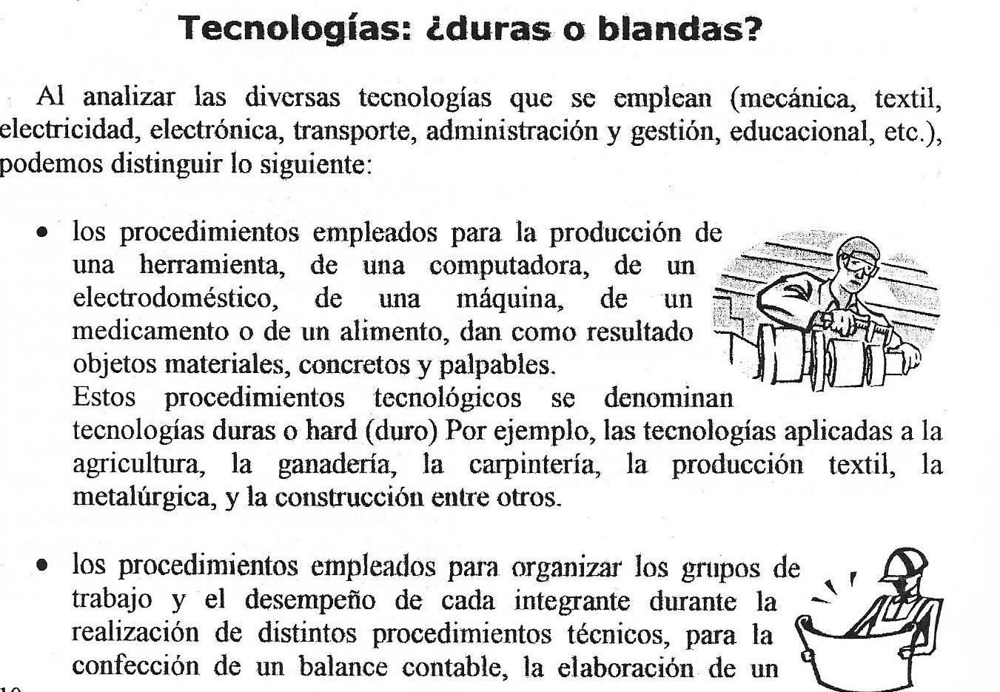 Tecnologías: ¿duras o blandas?
Al analizar las diversas tecnologías que se emplean (mecánica, textil,
electricidad, electrónica, transporte, administración y gestión, educacional, etc.),
podemos distinguir lo siguiente:
• los procedimientos empleados para la producción de
una herramienta, de una computadora, de un
electrodoméstico, de una máquina, de un
medicamento o de un alimento, dan como resultado
objetos materiales, concretos y palpables.
Estos procedimientos tecnológicos se denominan
tecnologías duras o hard (duro) Por ejemplo, las tecnologías aplicadas a la
agricultura, la ganadería, la carpintería, la producción textil, la
metalúrgica, y la construcción entre otros.
• los procedimientos empleados para organizar los grupos de
trabajo y el desempeño de cada integrante durante la
realización de distintos procedimientos técnicos, para la
confección de un balance contable, la elaboración de un